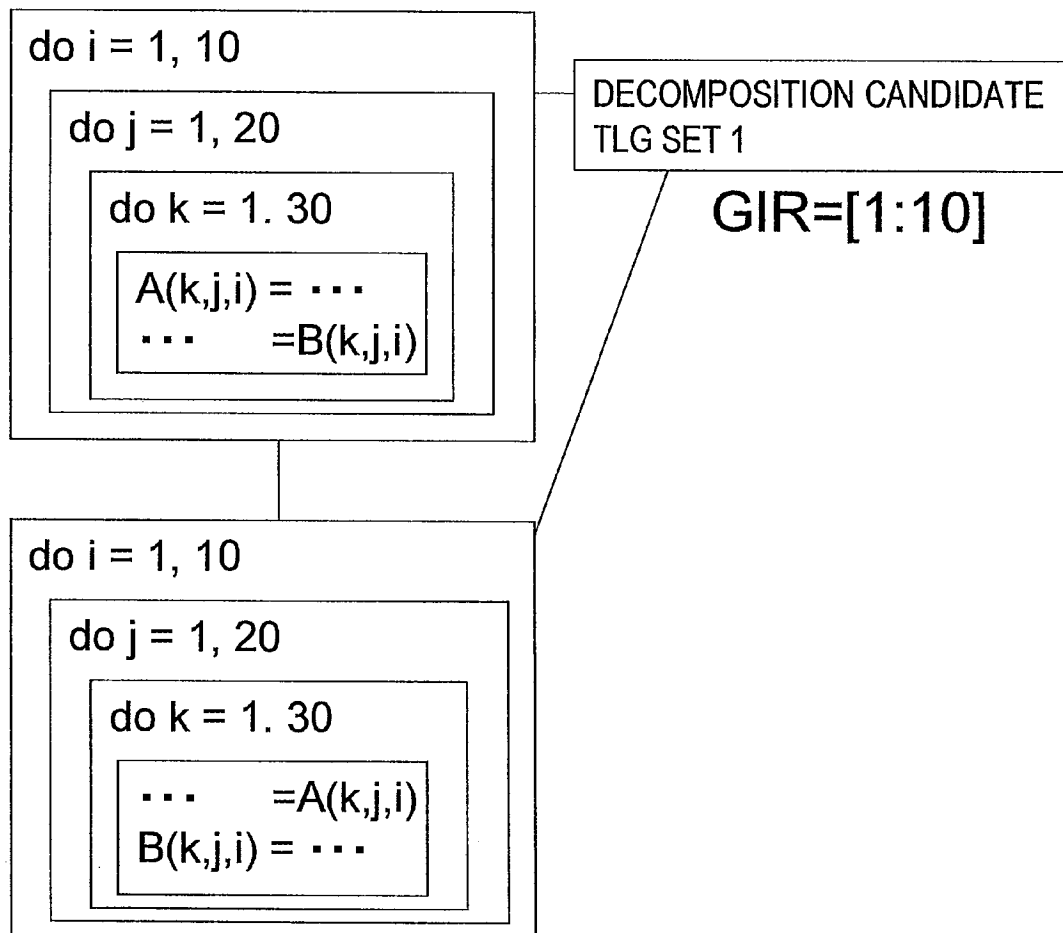 do i = 1, 10
do j = 1, 20
do k = 1. 30
A(k,j,i) = ⋯
⋯ =B(k,j,i)
DECOMPOSITION CANDIDATE
TLG SET 1
GIR=[1:10]
do i = 1, 10
do j = 1, 20
do k = 1. 30
⋯ =A(k,j,i)
B(k,j,i) = ⋯